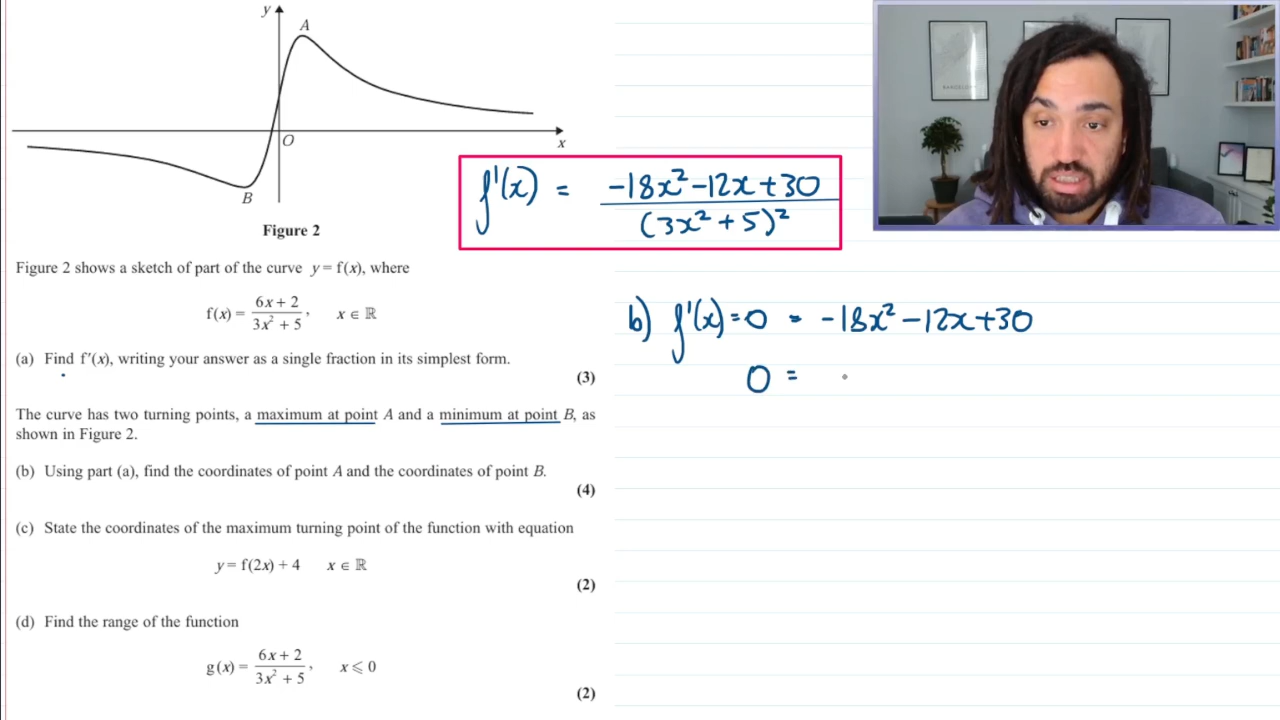 y
A
O
x
B
Figure 2
f'(x) = -18x² -12x +30
(3x² + 5)²
Figure 2 shows a sketch of part of the curve y = f(x), where
f(x) = 6x + 2 / 3x² + 5 , x ∈ ℝ
(a) Find f′(x), writing your answer as a single fraction in its simplest form.
(3)
The curve has two turning points, a maximum at point A and a minimum at point B, as
shown in Figure 2.
(b) Using part (a), find the coordinates of point A and the coordinates of point B.
(4)
(c) State the coordinates of the maximum turning point of the function with equation
y = f(2x) + 4 x ∈ ℝ
(2)
(d) Find the range of the function
g(x) = 6x + 2 / 3x² + 5 , x ⩽ 0
(2)
b) f'(x) = 0 = -18x² -12x +30
0 =